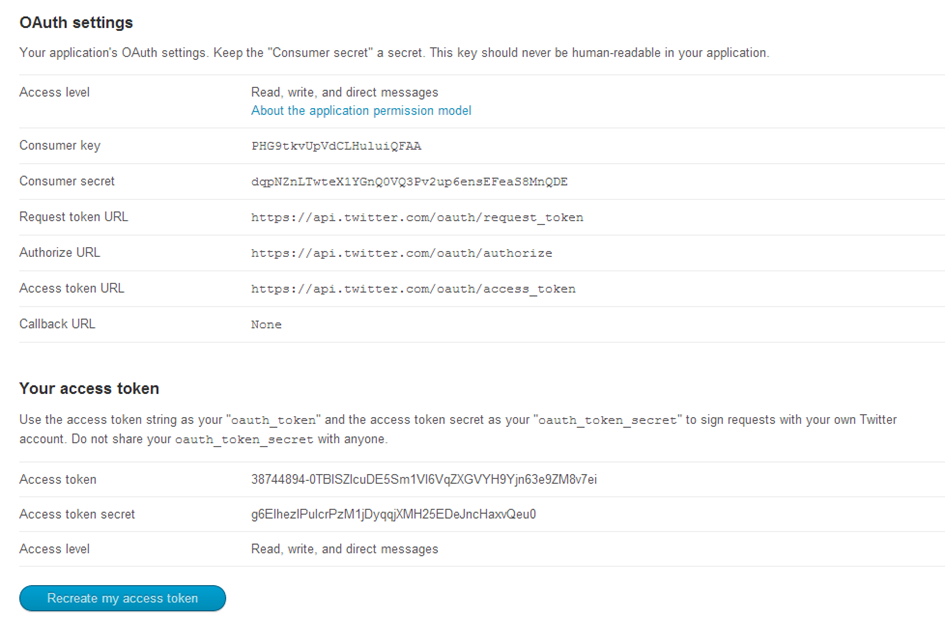 OAuth settings
Your application's OAuth settings. Keep the "Consumer secret" a secret. This key should never be human-readable in your application.
Access level Read, write, and direct messages
About the application permission model
Consumer key PHG9tkvUpVdCLHuluiQFAA
Consumer secret dqpNZnLTwteX1YGnQ0VQ3Pv2up6ensEFeaS8MnQDE
Request token URL https://api.twitter.com/oauth/request_token
Authorize URL https://api.twitter.com/oauth/authorize
Access token URL https://api.twitter.com/oauth/access_token
Callback URL None
Your access token
Use the access token string as your "oauth_token" and the access token secret as your "oauth_token_secret" to sign requests with your own Twitter
account. Do not share your oauth_token_secret with anyone.
Access token
Access token secret
Access level Read, write, and direct messages
Recreate my access token